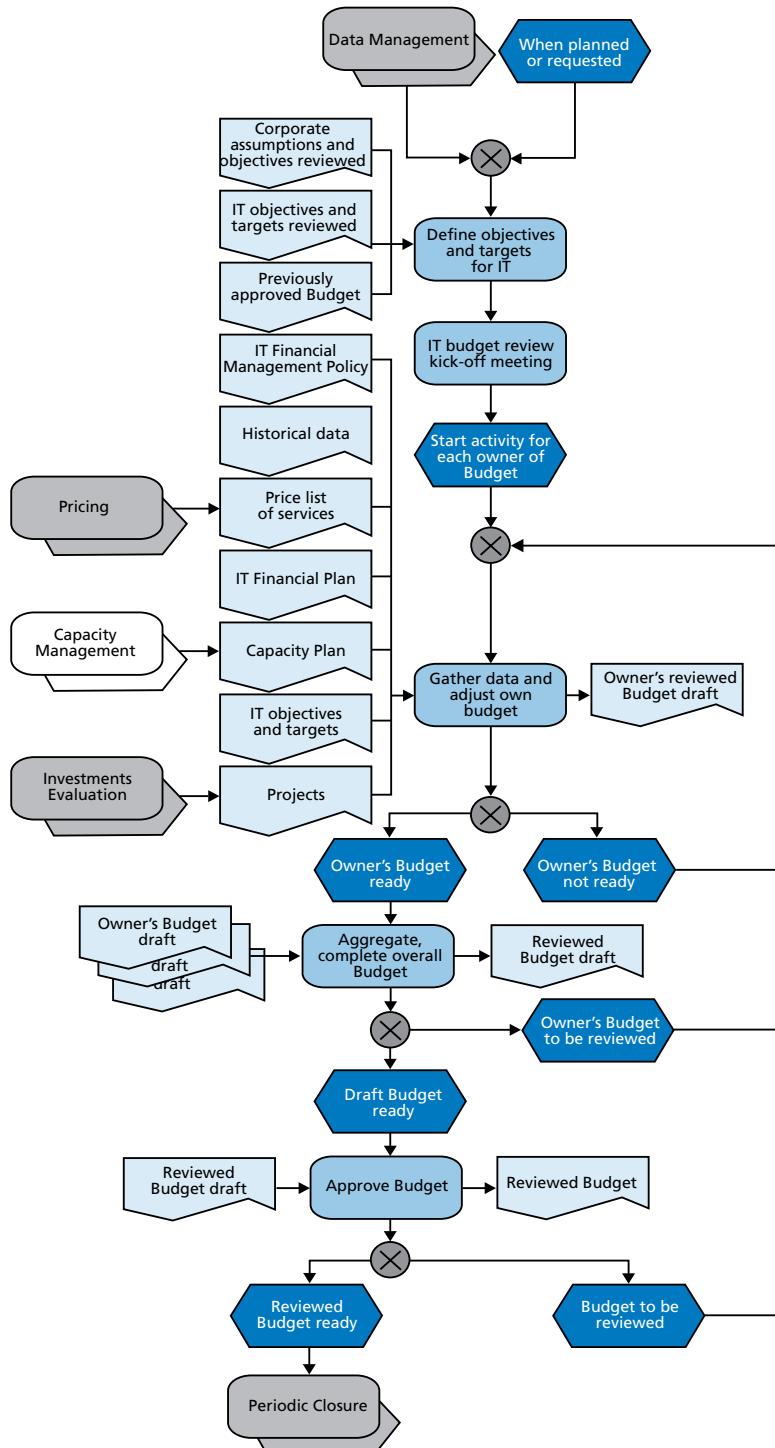 Data Management
When planned
or requested
Corporate
assumptions and
objectives reviewed
IT objectives and
targets reviewed
Define objectives
and targets
for IT
Previously
approved Budget
IT Financial
Management Policy
IT budget review
kick-off meeting
Historical data
Start activity for
each owner of
Budget
Pricing
Price list
of services
IT Financial Plan
Capacity
Management
Capacity Plan
Gather data and
adjust own
budget
Owner's reviewed
Budget draft
IT objectives
and targets
Investments
Evaluation
Projects
Owner's Budget
ready
Owner's Budget
not ready
Owner's Budget
draft
draft
draft
Aggregate,
complete overall
Budget
Reviewed
Budget draft
Owner's Budget
to be reviewed
Draft Budget
ready
Reviewed
Budget draft
Approve Budget
Reviewed Budget
Reviewed
Budget ready
Budget to be
reviewed
Periodic Closure